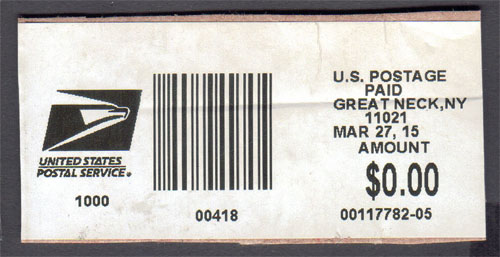 UNITED STATES
POSTAL SERVICE®
1000
00418
U.S. POSTAGE
PAID
GREAT NECK,NY
11021
MAR 27, 15
AMOUNT
$0.00
00117782-05